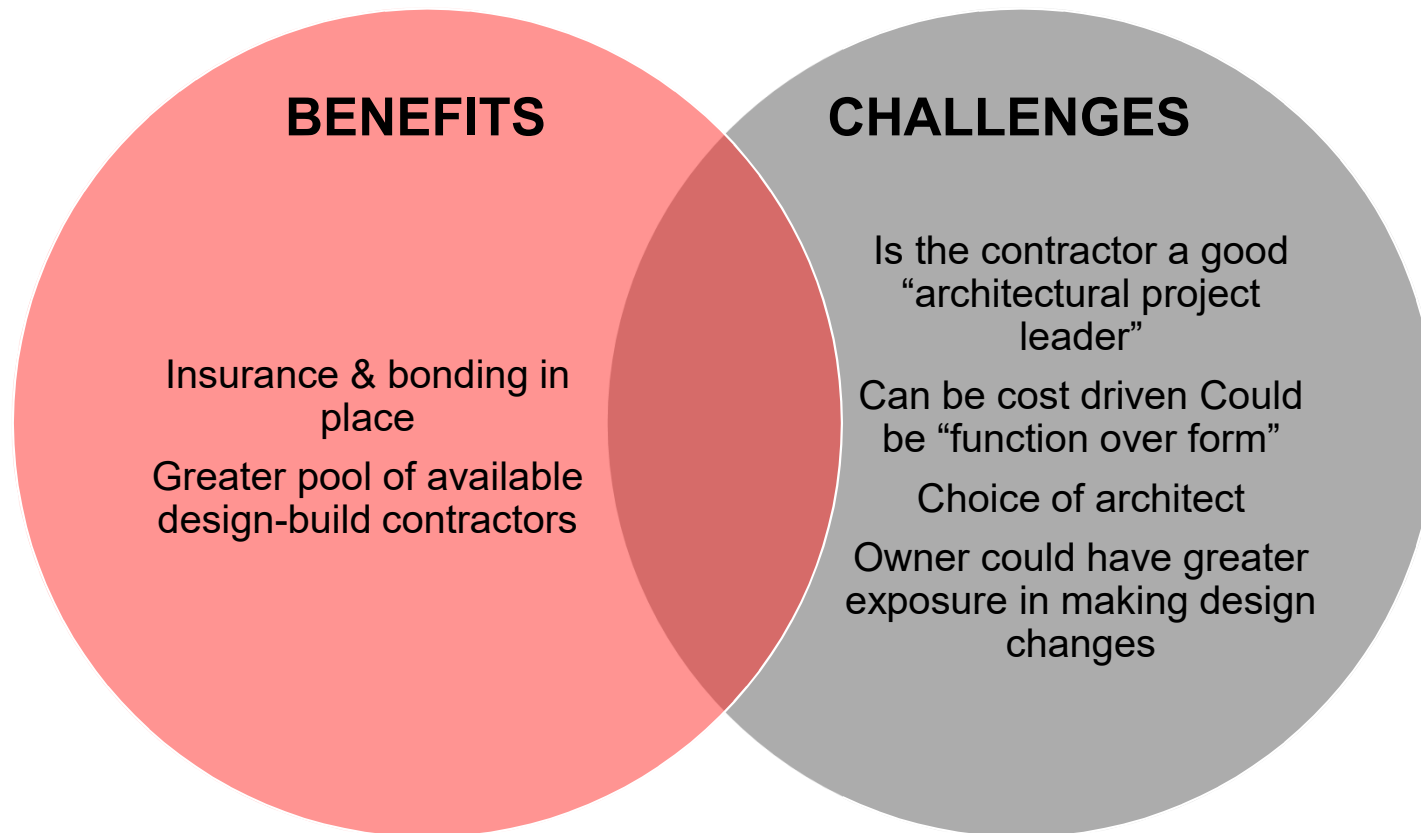 BENEFITS
Insurance & bonding in
place
Greater pool of available
design-build contractors
CHALLENGES
Is the contractor a good
“architectural project
leader”
Can be cost driven Could
be “function over form”
Choice of architect
Owner could have greater
exposure in making design
changes